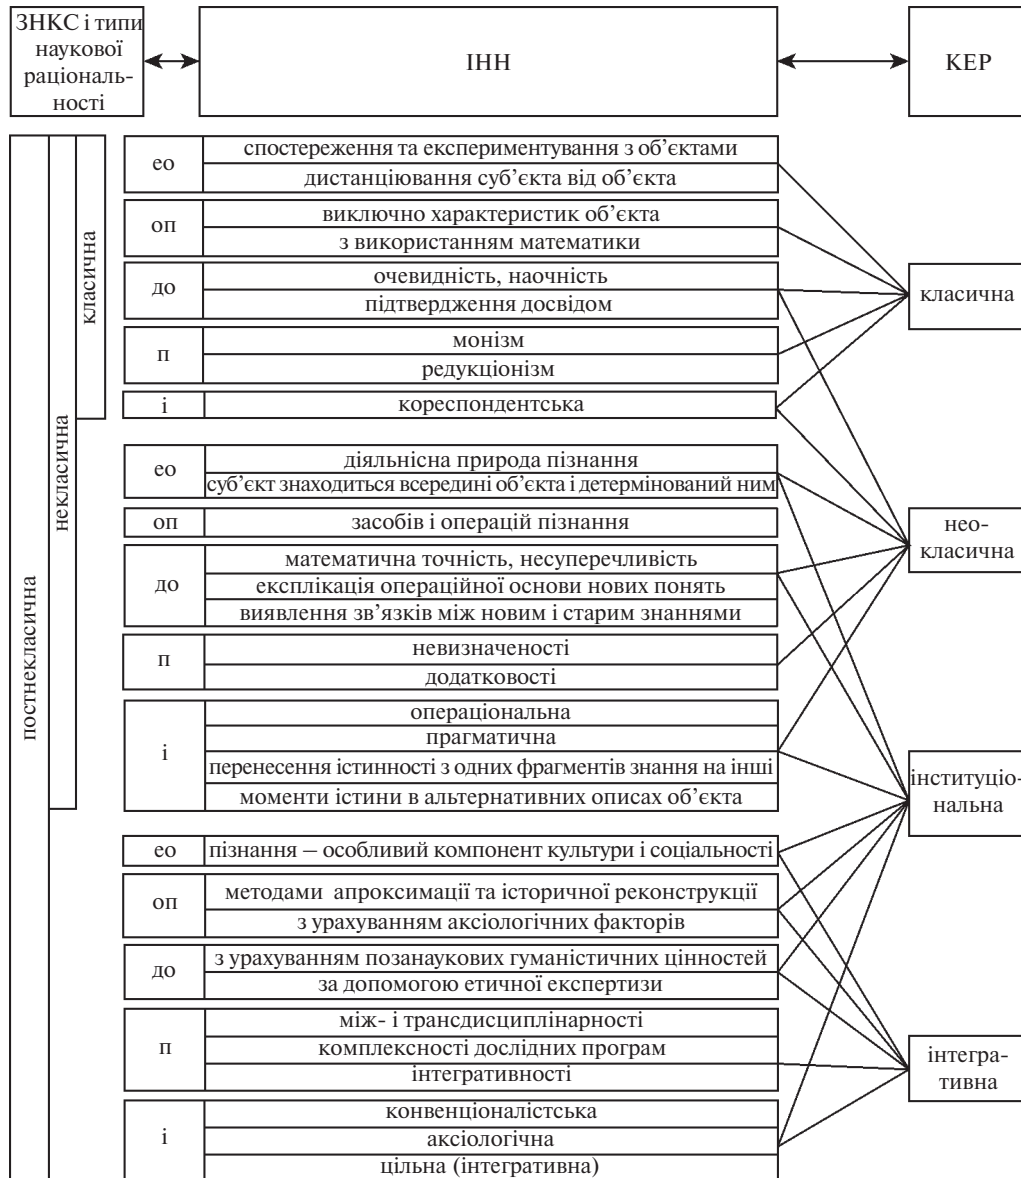 ЗНКС і типи
наукової
раціональ-
ності
ІНН
КЕР
постнекласична
некласична
класична
ео
спостереження та експериментування з об’єктами
дистанціювання суб’єкта від об’єкта
оп
виключно характеристик об’єкта
з використанням математики
до
очевидність, наочність
підтвердження досвідом
п
монізм
редукціонізм
і
кореспондентська
класична
ео
діяльнісна природа пізнання
суб’єкт знаходиться всередині об’єкта і детермінований ним
оп
засобів і операцій пізнання
до
математична точність, несуперечливість
експлікація операційної основи нових понять
виявлення зв’язків між новим і старим знаннями
п
невизначеності
додатковості
і
операціональна
прагматична
перенесення істинності з одних фрагментів знання на інші
моменти істини в альтернативних описах об’єкта
нео-
класична
інституціо-
нальна
ео
пізнання – особливий компонент культури і соціальності
оп
методами апроксимації та історичної реконструкції
з урахуванням аксіологічних факторів
до
з урахуванням позанаукових гуманістичних цінностей
за допомогою етичної експертизи
п
між- і трансдисциплінарності
комплексності дослідних програм
інтегративності
і
конвенціоналістська
аксіологічна
цільна (інтегративна)
інтегра-
тивна